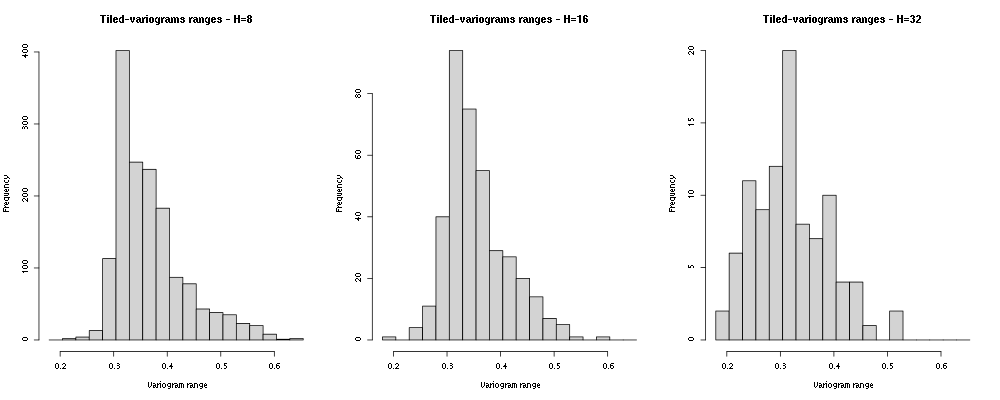 Tiled-variograms ranges - H=8
Tiled-variograms ranges - H=16
Tiled-variograms ranges - H=32
Frequency
0
100
200
300
400
0.2 0.3 0.4 0.5 0.6
Variogram range
Frequency
0
20
40
60
80
0.2 0.3 0.4 0.5 0.6
Variogram range
Frequency
0
5
10
15
20
0.2 0.3 0.4 0.5 0.6
Variogram range